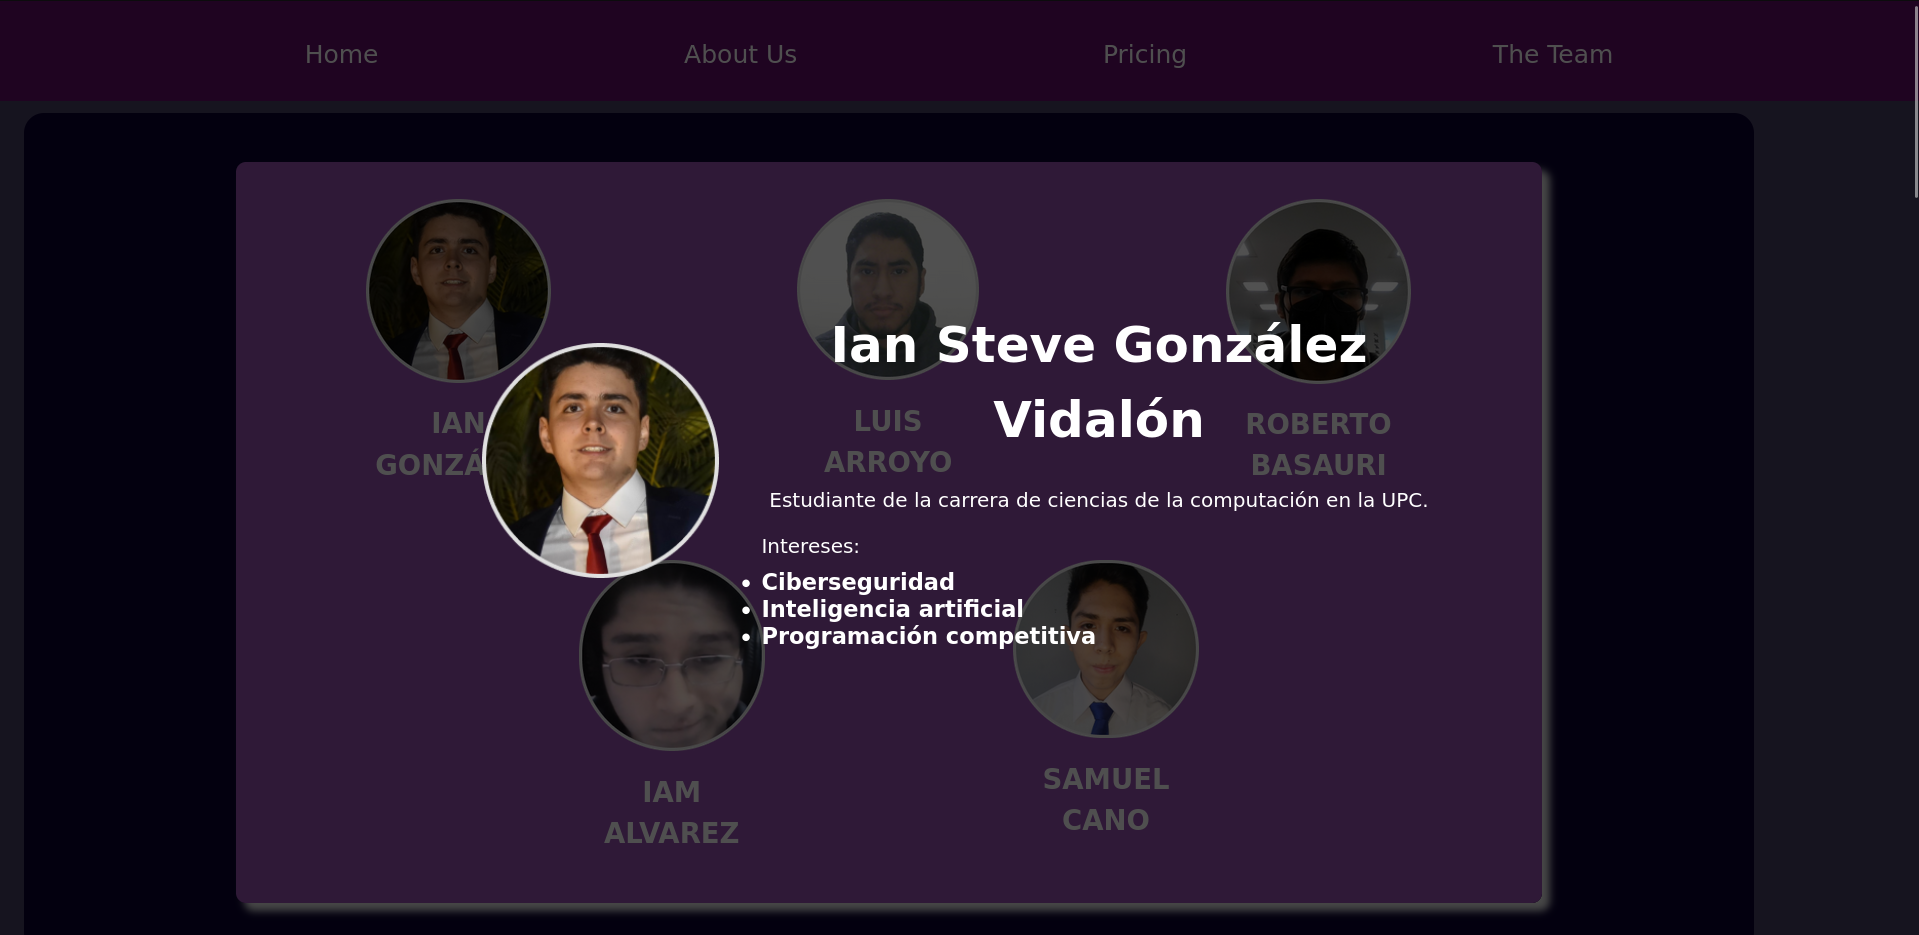 Home
About Us
Pricing
The Team
Ian Steve González
Vidalón
Estudiante de la carrera de ciencias de la computación en la UPC.
Intereses:
• Ciberseguridad
• Inteligencia artificial
• Programación competitiva
IAN
GONZÁ
LUIS
ARROYO
ROBERTO
BASAURI
IAM
ALVAREZ
SAMUEL
CANO